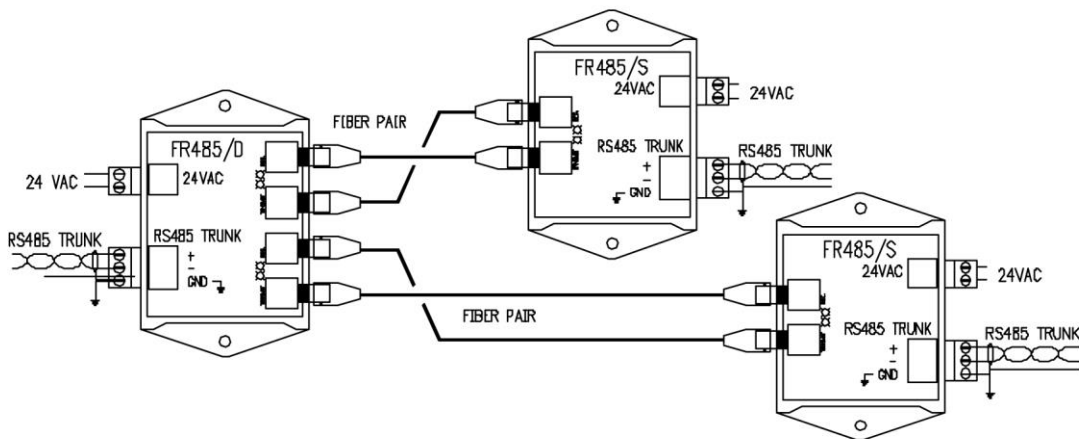 FR485/D
24 VAC
24VAC
RS485 TRUNK
RS485 TRUNK
+
-
GND
FIBER PAIR
FR485/S
24VAC
24VAC
RS485 TRUNK
RS485 TRUNK
+
-
GND
FIBER PAIR
FR485/S
24VAC
24VAC
RS485 TRUNK
RS485 TRUNK
+
-
GND